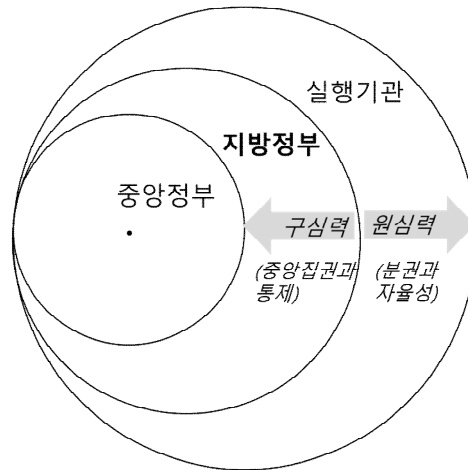 실행기관
지방정부
중앙정부
구심력
원심력
(중앙집권과
통제)
(분권과
자율성)